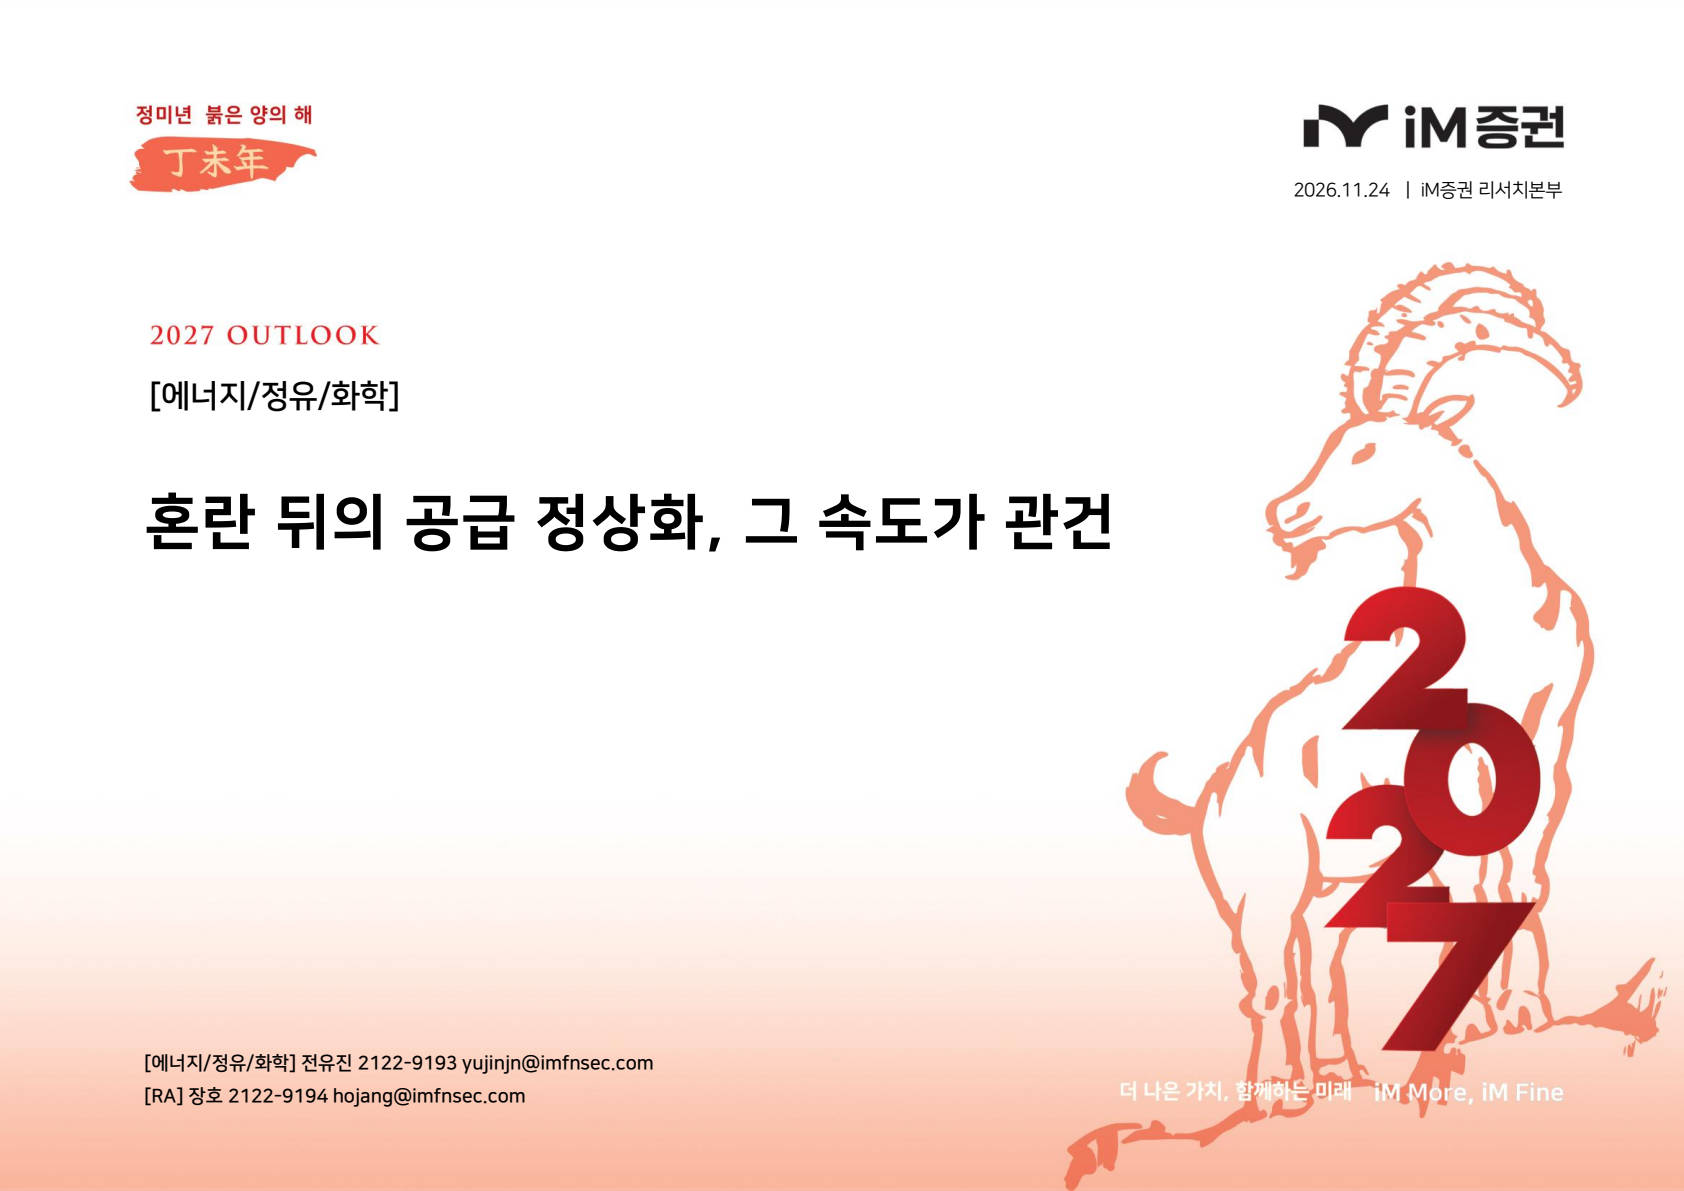 정미년 붉은 양의 해
丁未年
iM증권
2026.11.24 | iM증권 리서치본부
2027 OUTLOOK
[에너지/정유/화학]
혼란 뒤의 공급 정상화, 그 속도가 관건
2027
[에너지/정유/화학] 전유진 2122-9193 yujinjn@imfnsec.com
[RA] 장호 2122-9194 hojang@imfnsec.com
더 나은 가치, 함께하는 미래 iM More, iM Fine